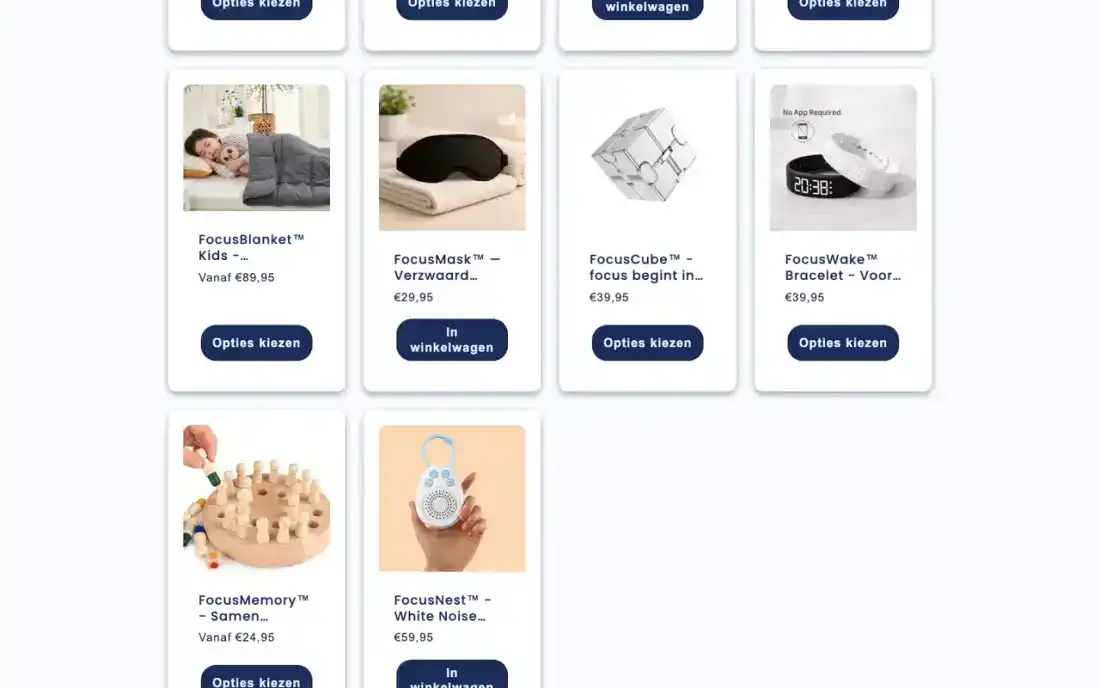 Opties kiezen
Opties kiezen
winkelwagen
Opties kiezen
FocusBlanket™
Kids -...
Vanaf €89,95
Opties kiezen
FocusMask™ —
Verzwaard...
€29,95
In
winkelwagen
FocusCube™ -
focus begint in...
€39,95
Opties kiezen
No App Required
20:38
FocusWake™
Bracelet - Voor...
€39,95
Opties kiezen
FocusMemory™
- Samen...
Vanaf €24,95
Opties kiezen
FocusNest™ -
White Noise...
€59,95
In
winkelwagen